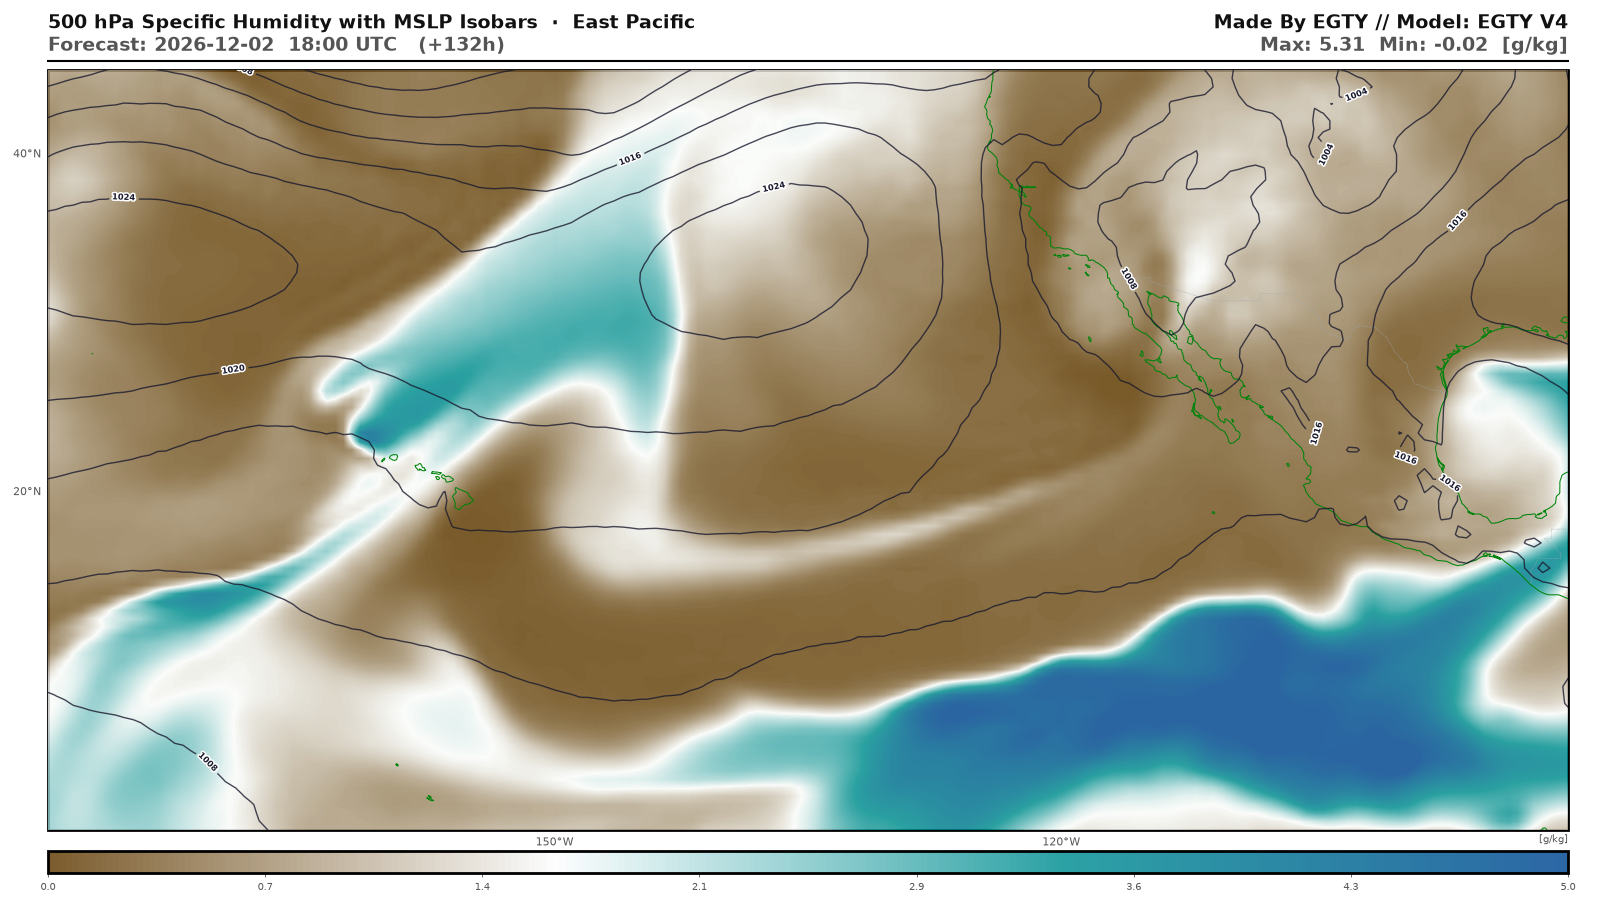 500 hPa Specific Humidity with MSLP Isobars · East Pacific
Made By EGTY // Model: EGTY V4
Forecast: 2026-12-02 18:00 UTC (+132h)
Max: 5.31 Min: -0.02 [g/kg]
1004
40°N
1004
1016
1024
1024
1016
1008
1020
1016
1016
1016
20°N
1008
150°W
120°W
[g/kg]
0.0 0.7 1.4 2.1 2.9 3.6 4.3 5.0